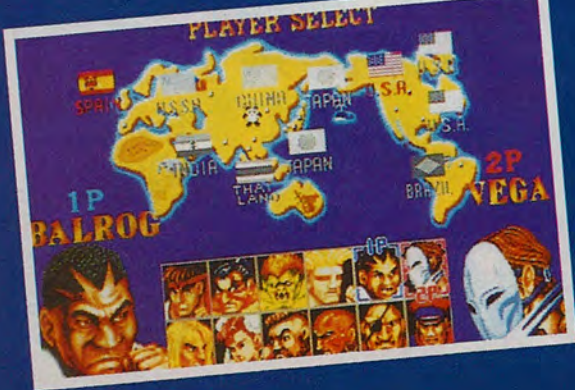 PLAYER SELECT
SPAIN
U.S.S.R
CHINA
JAPAN
U.S.A.
U.S.A.
U.S.A.
INDIA
JAPAN
THAI
LAND
BRAZIL
1P
BALROG
2P
VEGA
1P
2P